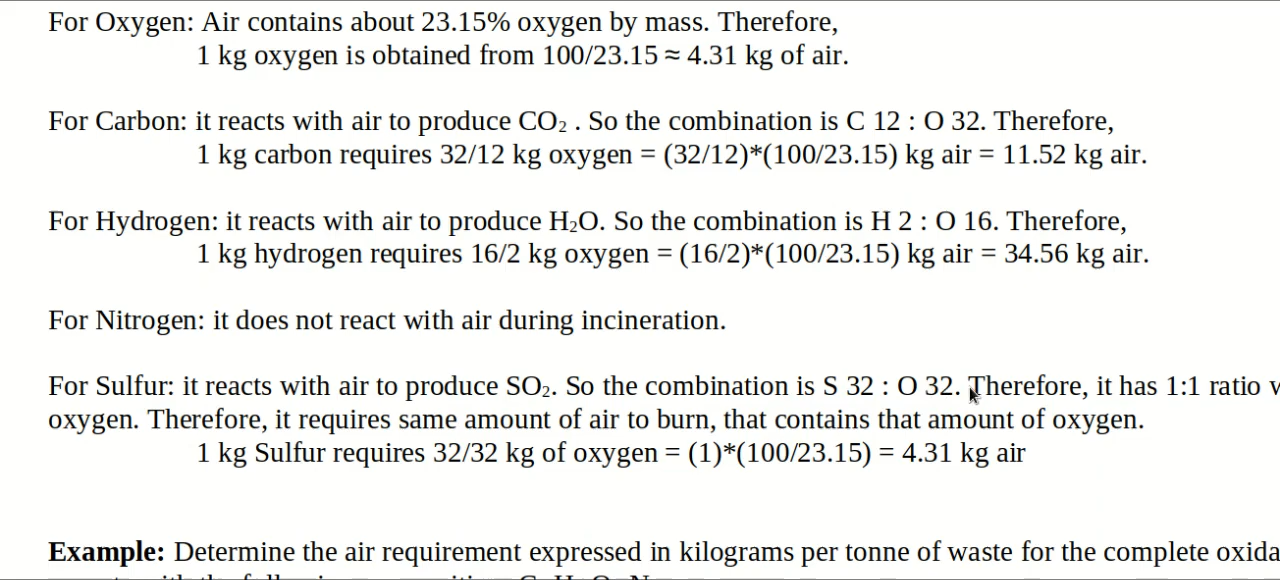 For Oxygen: Air contains about 23.15% oxygen by mass. Therefore,
1 kg oxygen is obtained from 100/23.15 ≈ 4.31 kg of air.
For Carbon: it reacts with air to produce CO₂ . So the combination is C 12 : O 32. Therefore,
1 kg carbon requires 32/12 kg oxygen = (32/12)*(100/23.15) kg air = 11.52 kg air.
For Hydrogen: it reacts with air to produce H₂O. So the combination is H 2 : O 16. Therefore,
1 kg hydrogen requires 16/2 kg oxygen = (16/2)*(100/23.15) kg air = 34.56 kg air.
For Nitrogen: it does not react with air during incineration.
For Sulfur: it reacts with air to produce SO₂. So the combination is S 32 : O 32. Therefore, it has 1:1 ratio
oxygen. Therefore, it requires same amount of air to burn, that contains that amount of oxygen.
1 kg Sulfur requires 32/32 kg of oxygen = (1)*(100/23.15) = 4.31 kg air
Example: Determine the air requirement expressed in kilograms per tonne of waste for the complete